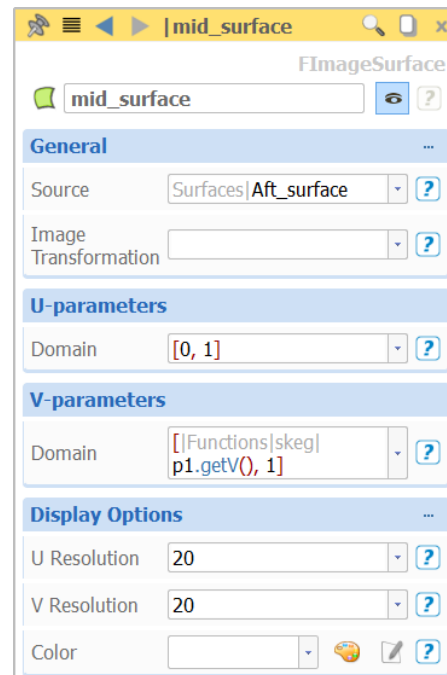 |mid_surface
FImageSurface
mid_surface ?
General ...
Source Surfaces|Aft_surface ?
Image
Transformation ?
U-parameters
Domain [0, 1] ?
V-parameters
[|Functions|skeg|
Domain p1.getV(), 1] ?
Display Options ...
U Resolution 20 ?
V Resolution 20 ?
Color ?